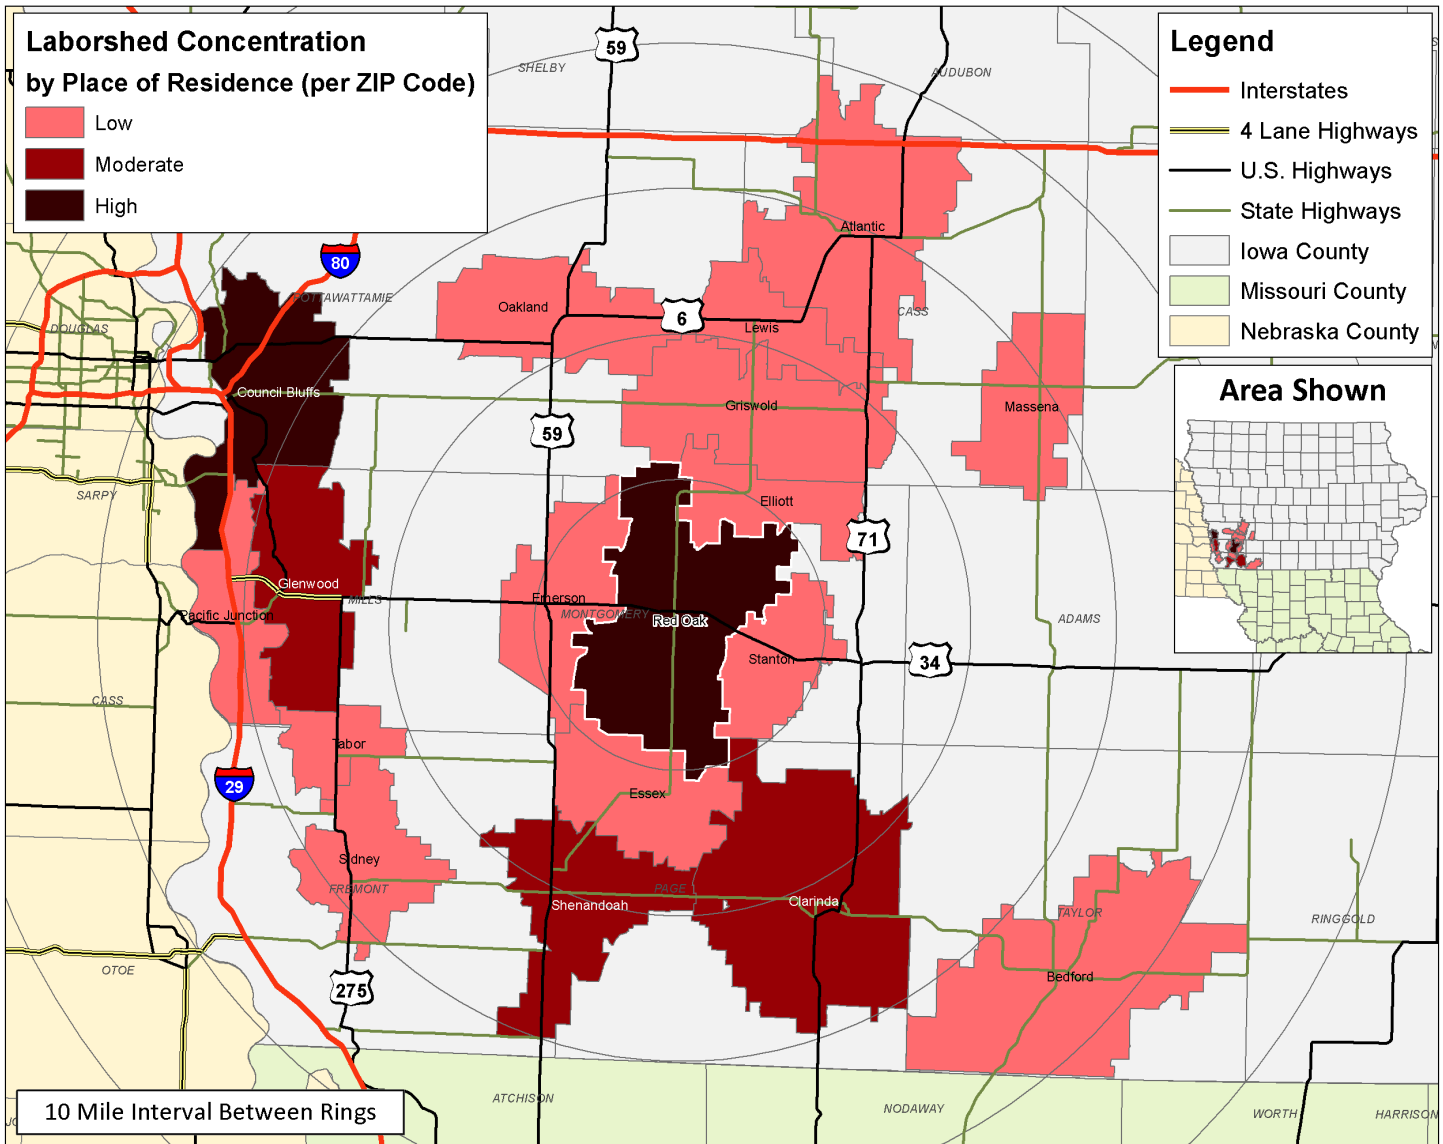 Laborshed Concentration
by Place of Residence (per ZIP Code)
Low
Moderate
High
Legend
Interstates
4 Lane Highways
U.S. Highways
State Highways
Iowa County
Missouri County
Nebraska County
Area Shown
59
SHELBY
AUDUBON
Atlantic
80
POTTAWATTAMIE
Oakland
6
Lewis
CASS
DOUGLAS
Council Bluffs
Griswold
Massena
59
SARPY
Elliott
71
Glenwood
MILLS
Emerson
MONTGOMERY
Red Oak
Pacific Junction
ADAMS
Stanton
34
CASS
Tabor
29
Essex
Sidney
FREMONT
PAGE
Shenandoah
Clarinda
TAYLOR
RINGGOLD
OTOE
Bedford
275
ATCHISON
NODAWAY
WORTH
HARRISON
10 Mile Interval Between Rings